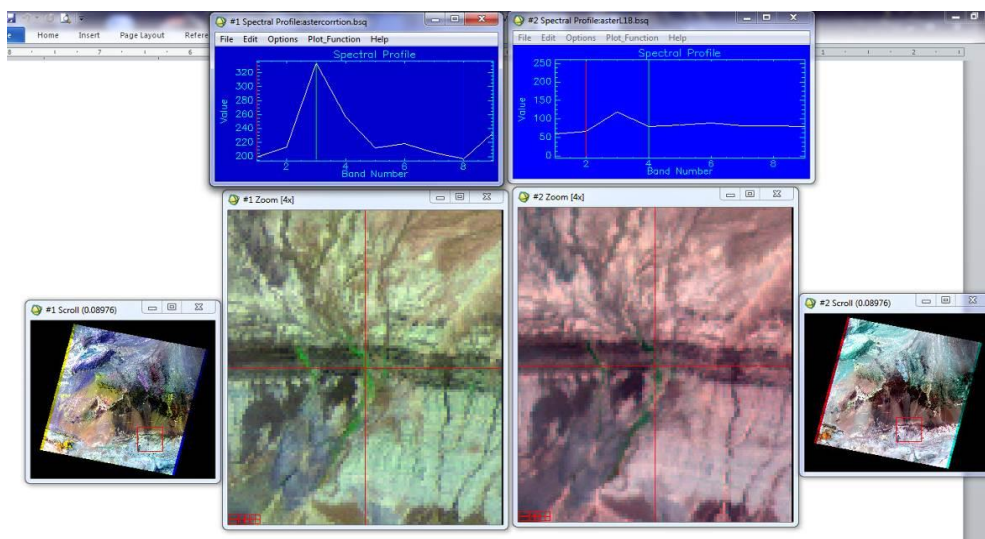 Home Insert Page Layout Refere
#1 Spectral Profile:astercortion.bsq
File Edit Options Plot_Function Help
Spectral Profile
Value
320
300
280
260
240
220
200
2 4 6 8
Band Number
#2 Spectral Profile:asterL18.bsq
File Edit Options Plot_Function Help
Spectral Profile
Value
250
200
150
100
50
0
2 4 6 8
Band Number
#1 Zoom [4x]
#2 Zoom [4x]
#1 Scroll (0.08976)
#2 Scroll (0.08976)